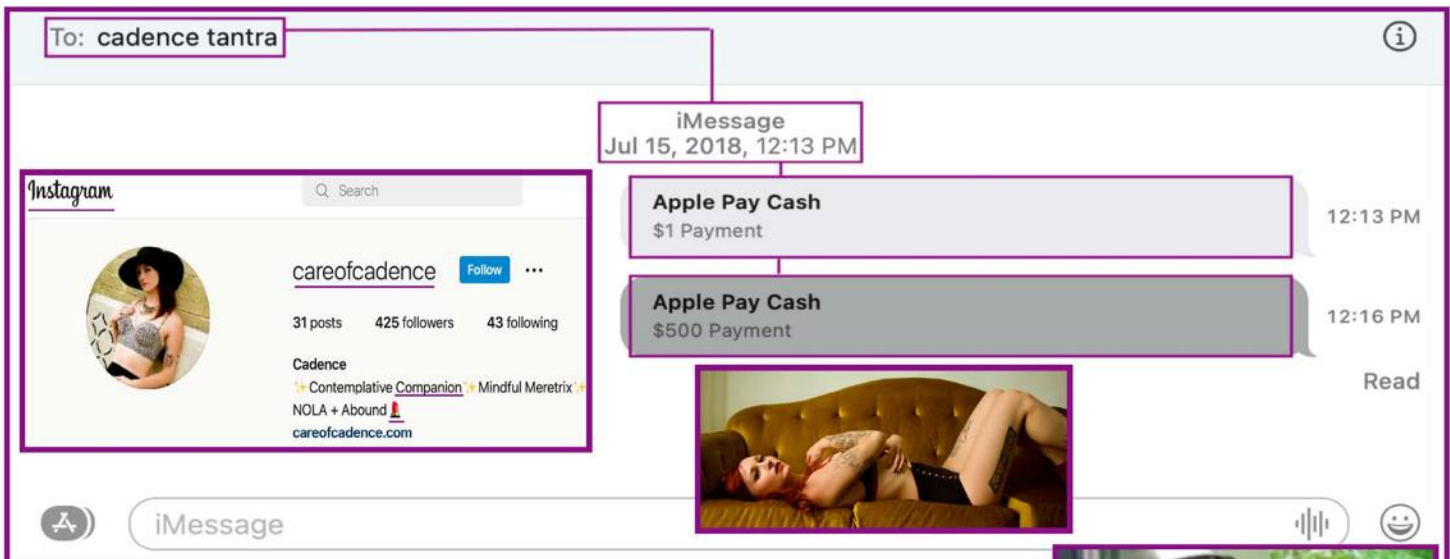 To: cadence tantra
iMessage
Jul 15, 2018, 12:13 PM
Instagram
Search
careofcadence Follow
31 posts 425 followers 43 following
Cadence
✨Contemplative Companion✨Mindful Meretrix✨
NOLA + Abound💄
careofcadence.com
Apple Pay Cash
$1 Payment
12:13 PM
Apple Pay Cash
$500 Payment
12:16 PM
Read
iMessage